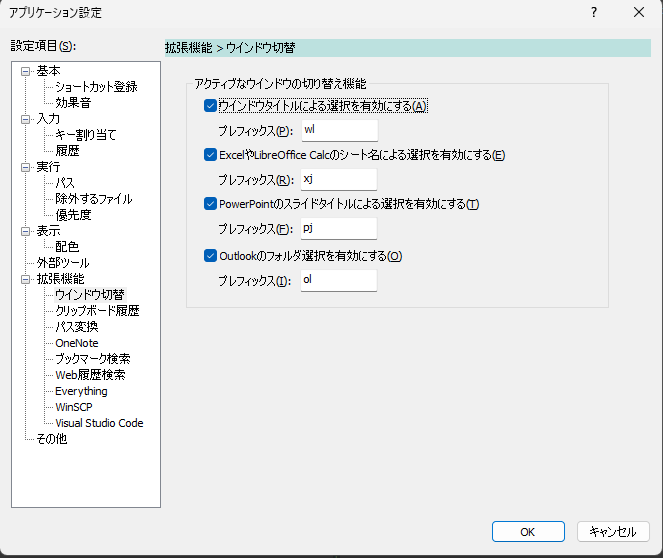 アプリケーション設定
?
設定項目(S):
基本
ショートカット登録
効果音
入力
キー割り当て
履歴
実行
パス
除外するファイル
優先度
表示
配色
外部ツール
拡張機能
ウインドウ切替
クリップボード履歴
パス変換
OneNote
ブックマーク検索
Web履歴検索
Everything
WinSCP
Visual Studio Code
その他
拡張機能 > ウインドウ切替
アクティブなウインドウの切り替え機能
ウインドウタイトルによる選択を有効にする(A)
プレフィックス(P): wl
ExcelやLibreOffice Calcのシート名による選択を有効にする(E)
プレフィックス(R): xj
PowerPointのスライドタイトルによる選択を有効にする(T)
プレフィックス(F): pj
Outlookのフォルダ選択を有効にする(O)
プレフィックス(I): ol
OK
キャンセル